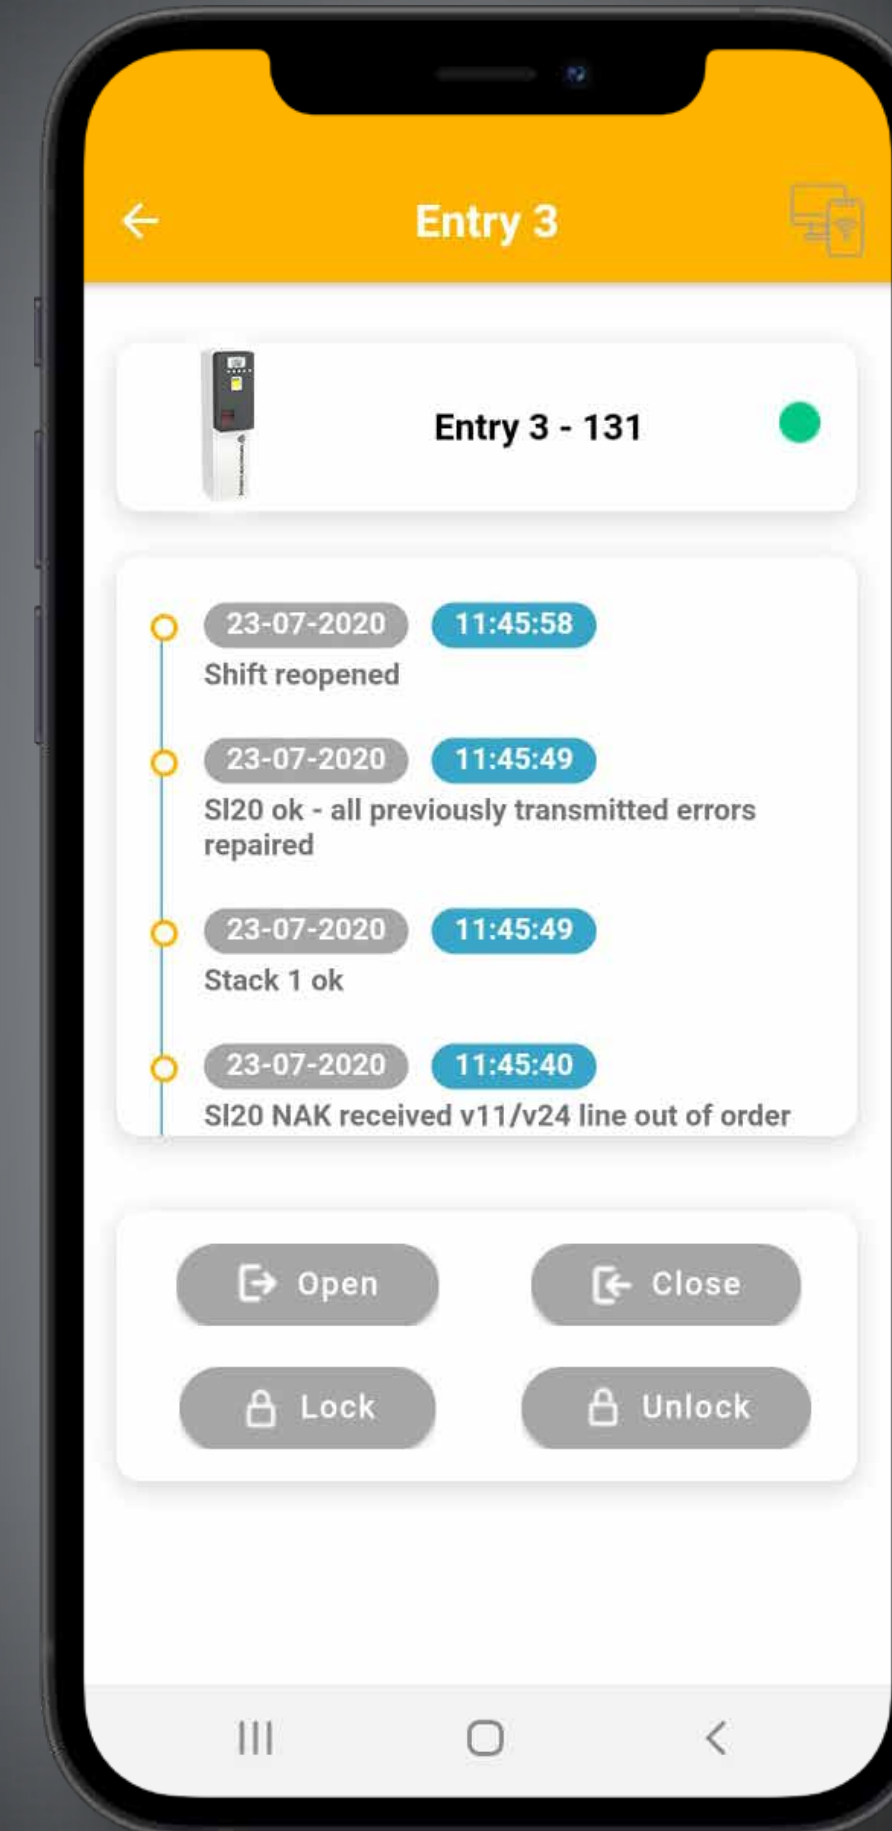 Entry 3
Entry 3 - 131
23-07-2020 11:45:58
Shift reopened
23-07-2020 11:45:49
Sl20 ok - all previously transmitted errors
repaired
23-07-2020 11:45:49
Stack 1 ok
23-07-2020 11:45:40
Sl20 NAK received v11/v24 line out of order
Open Close
Lock Unlock